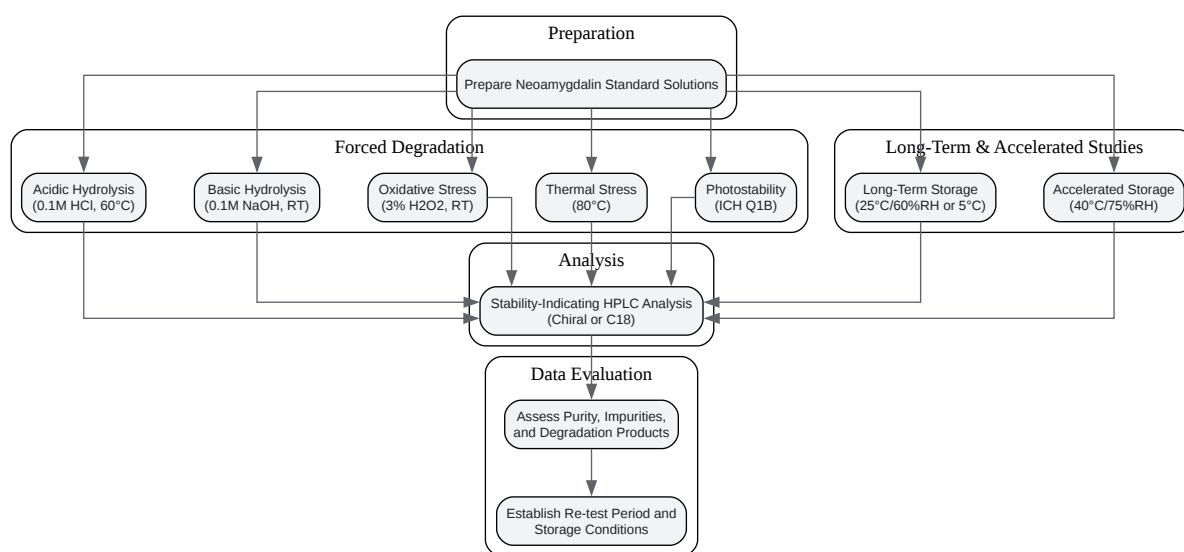 Preparation
Prepare Neoamygdalin Standard Solutions
Forced Degradation
Long-Term & Accelerated Studies
Acidic Hydrolysis
(0.1M HCl, 60°C)
Basic Hydrolysis
(0.1M NaOH, RT)
Oxidative Stress
(3% H2O2, RT)
Thermal Stress
(80°C)
Photostability
(ICH Q1B)
Long-Term Storage
(25°C/60%RH or 5°C)
Accelerated Storage
(40°C/75%RH)
Analysis
Stability-Indicating HPLC Analysis
(Chiral or C18)
Data Evaluation
Assess Purity, Impurities,
and Degradation Products
Establish Re-test Period and
Storage Conditions